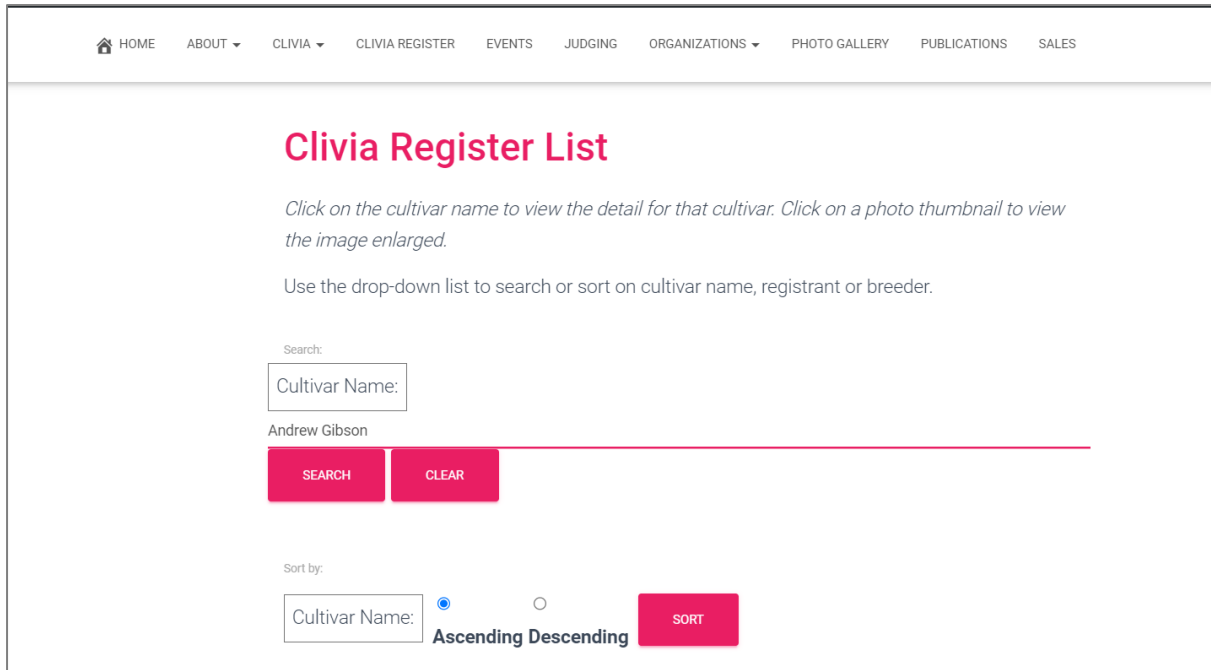 HOME ABOUT CLIVIA CLIVIA REGISTER EVENTS JUDGING ORGANIZATIONS PHOTO GALLERY PUBLICATIONS SALES
Clivia Register List
Click on the cultivar name to view the detail for that cultivar. Click on a photo thumbnail to view
the image enlarged.
Use the drop-down list to search or sort on cultivar name, registrant or breeder.
Search:
Cultivar Name:
Andrew Gibson
SEARCH CLEAR
Sort by:
Cultivar Name: Ascending Descending SORT